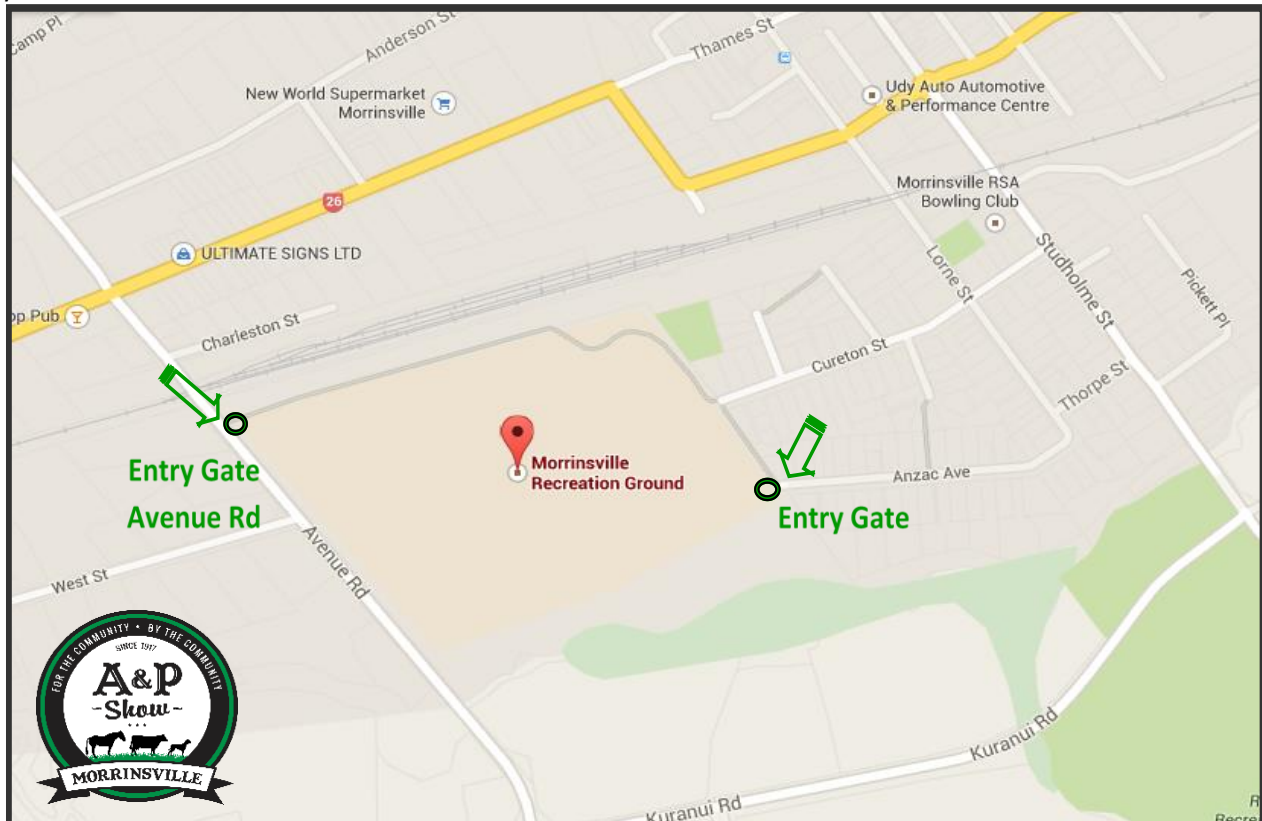 Camp Pl
Anderson St
Thames St
New World Supermarket
Morrinsville
Udy Auto Automotive
& Performance Centre
26
Morrinsville RSA
Bowling Club
ULTIMATE SIGNS LTD
op Pub
Charleston St
Lorne St
Studholme St
Pickett Pl
Cureton St
Thorpe St
Entry Gate
Avenue Rd
Morrinsville
Recreation Ground
Anzac Ave
Entry Gate
West St
Avenue Rd
FOR THE COMMUNITY • BY THE COMMUNITY
SINCE 1917
A&P
-Show-
MORRINSVILLE
Kuranui Rd
Kuranui Rd
R
Recre